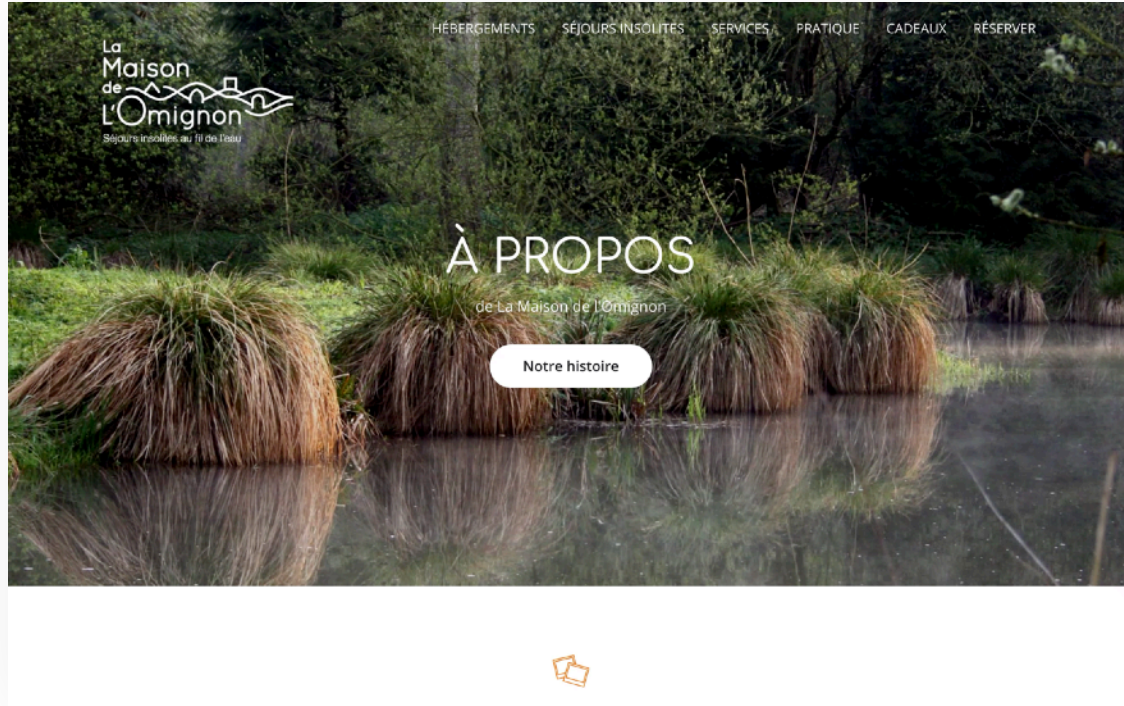 HÉBERGEMENTS SÉJOURS INSOLITES SERVICES PRATIQUE CADEAUX RÉSERVER
La
Maison
de
L'Omignon
Séjours insolites au fil de l'eau
À PROPOS
de La Maison de l'Omignon
Notre histoire